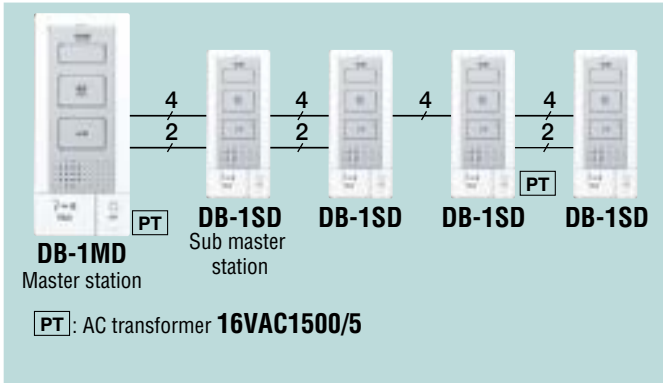 4 4 4 4
2 2 2
PT PT
DB-1MD DB-1SD DB-1SD DB-1SD DB-1SD
Master station
Sub master
station
PT : AC transformer 16VAC1500/5